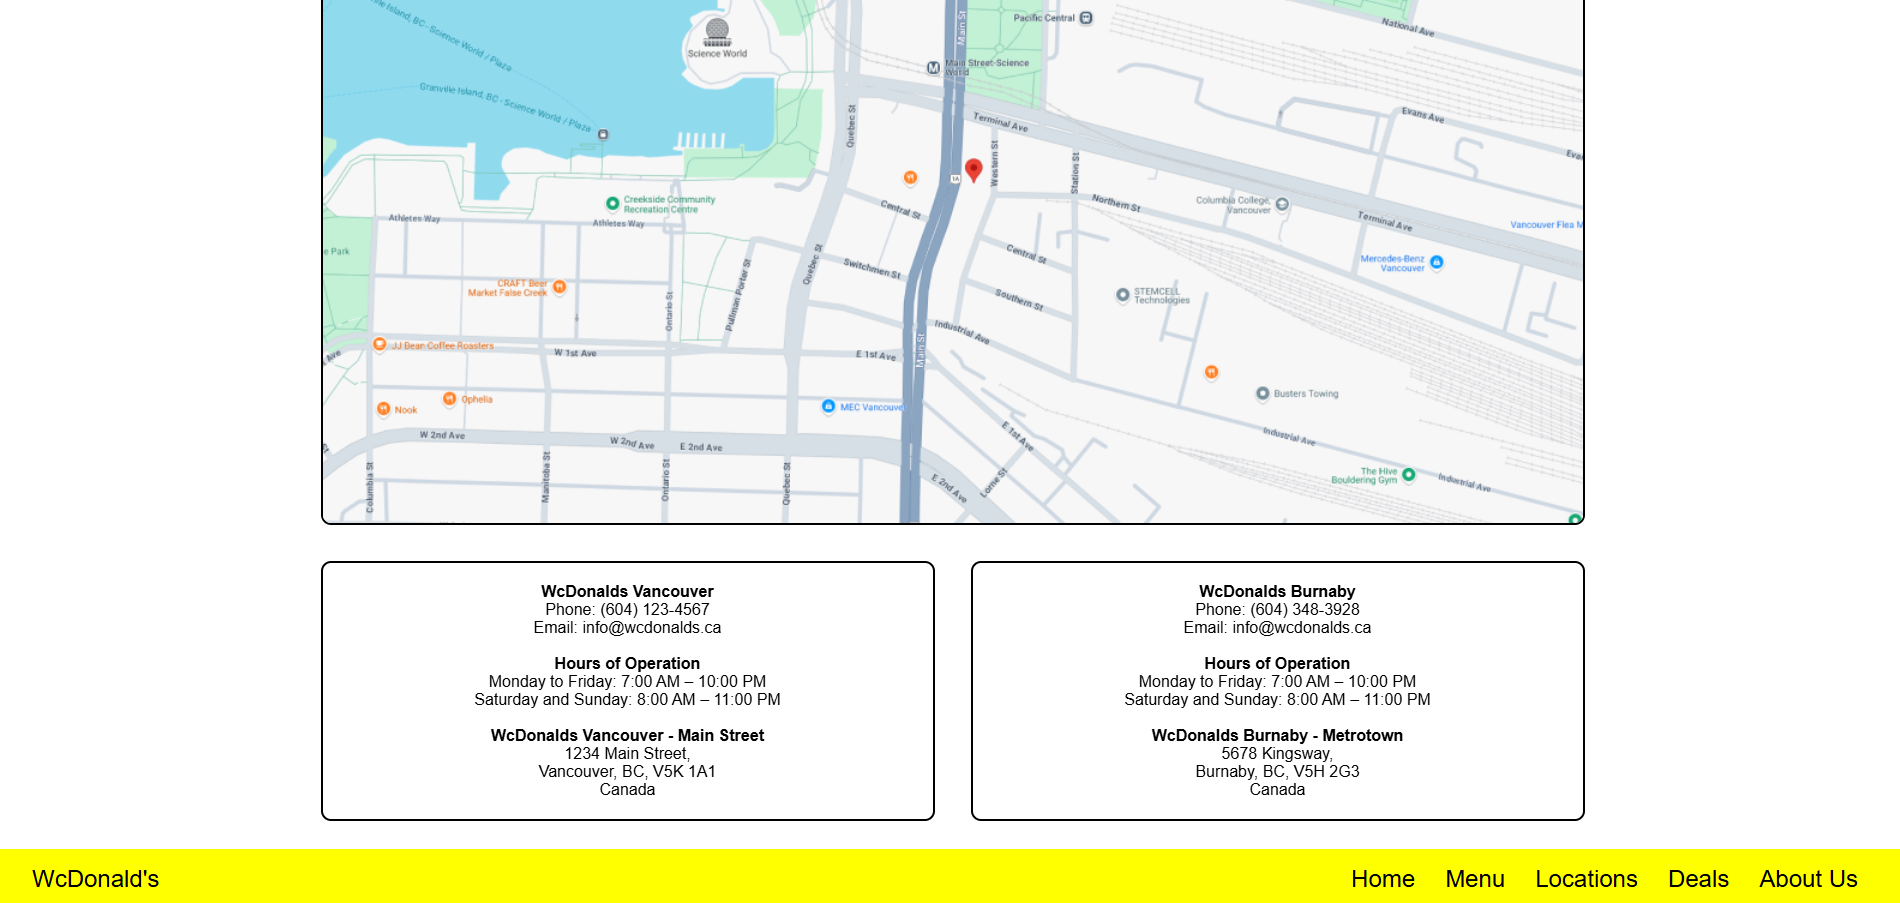 Island, BC - Science World / Plaza
Granville Island, BC - Science World / Plaza
Science World
Main St
Pacific Central
National Ave
Main Street-Science
World
Evans Ave
Terminal Ave
Quebec St
Western St
Station St
1A
Creekside Community
Recreation Centre
Athletes Way
Athletes Way
Central St
Northern St
Columbia College,
Vancouver
Terminal Ave
Vancouver Flea M
e Park
Quebec St
Switchmen St
Central St
Mercedes-Benz
Vancouver
CRAFT Beer
Market False Creek
Ontario St
Pullman Porter St
Southern St
STEMCELL
Technologies
JJ Bean Coffee Roasters
W 1st Ave
E 1st Ave
Main St
Industrial Ave
Nook
Ophelia
MEC Vancouver
Busters Towing
W 2nd Ave
W 2nd Ave
E 2nd Ave
E 1st Ave
Industrial Ave
Columbia St
Manitoba St
Ontario St
Quebec St
E 2nd Ave
Lorne St
The Hive
Bouldering Gym
Industrial Ave
WcDonalds Vancouver
Phone: (604) 123-4567
Email: info@wcdonalds.ca
Hours of Operation
Monday to Friday: 7:00 AM – 10:00 PM
Saturday and Sunday: 8:00 AM – 11:00 PM
WcDonalds Vancouver - Main Street
1234 Main Street,
Vancouver, BC, V5K 1A1
Canada
WcDonalds Burnaby
Phone: (604) 348-3928
Email: info@wcdonalds.ca
Hours of Operation
Monday to Friday: 7:00 AM – 10:00 PM
Saturday and Sunday: 8:00 AM – 11:00 PM
WcDonalds Burnaby - Metrotown
5678 Kingsway,
Burnaby, BC, V5H 2G3
Canada
WcDonald's
Home Menu Locations Deals About Us